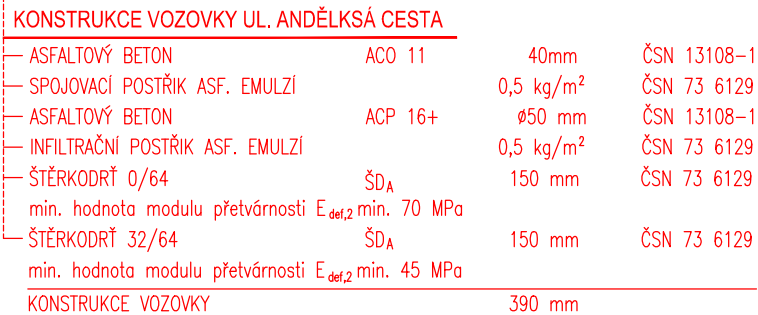 KONSTRUKCE VOZOVKY UL. ANDĚLKSÁ CESTA
ASFALTOVÝ BETON ACO 11 40mm ČSN 13108-1
SPOJOVACÍ POSTŘIK ASF. EMULZÍ 0,5 kg/m² ČSN 73 6129
ASFALTOVÝ BETON ACP 16+ ø50 mm ČSN 13108-1
INFILTRAČNÍ POSTŘIK ASF. EMULZÍ 0,5 kg/m² ČSN 73 6129
ŠTĚRKODRŤ 0/64 ŠDA 150 mm ČSN 73 6129
min. hodnota modulu přetvárnosti E def,2 min. 70 MPa
ŠTĚRKODRŤ 32/64 ŠDA 150 mm ČSN 73 6129
min. hodnota modulu přetvárnosti E def,2 min. 45 MPa
KONSTRUKCE VOZOVKY 390 mm